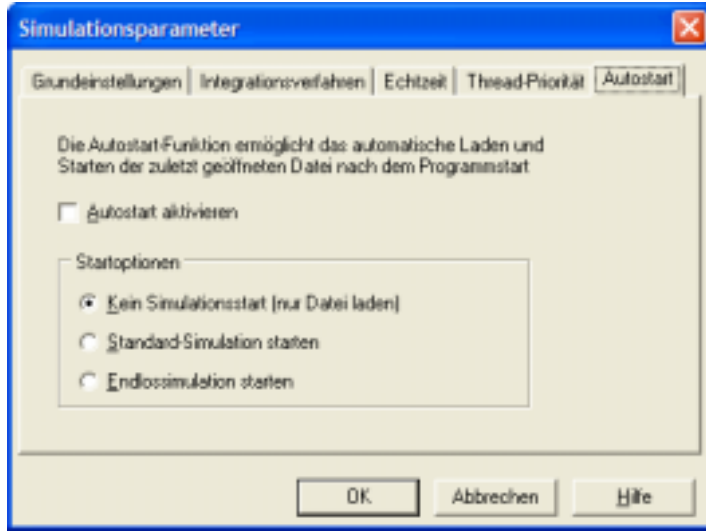 Simulationsparameter
Grundeinstellungen Integrationsverfahren Echtzeit Thread-Priorität Autostart
Die Autostart-Funktion ermöglicht das automatische Laden und
Starten der zuletzt geöffneten Datei nach dem Programmstart
Autostart aktivieren
Startoptionen
Kein Simulationsstart (nur Datei laden)
Standard-Simulation starten
Endlossimulation starten
OK Abbrechen Hilfe